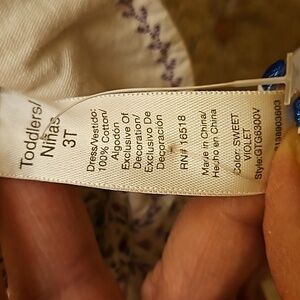 Toddlers/
Niñas
3T
Dress/Vestido:
100% Cotton/
Algodón
Exclusive Of
Decoration/
Exclusivo De
Decoración
RN# 16518
Made in China/
Hecho en China
Color: SWEET
VIOLET
Style:GTG6300V